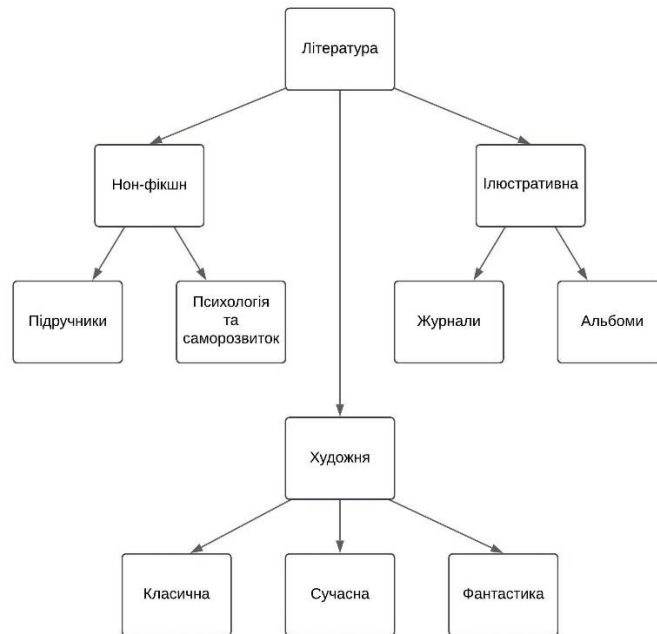 Література
Нон-фікшн
Ілюстративна
Підручники
Психологія
та
саморозвиток
Журнали
Альбоми
Художня
Класична
Сучасна
Фантастика